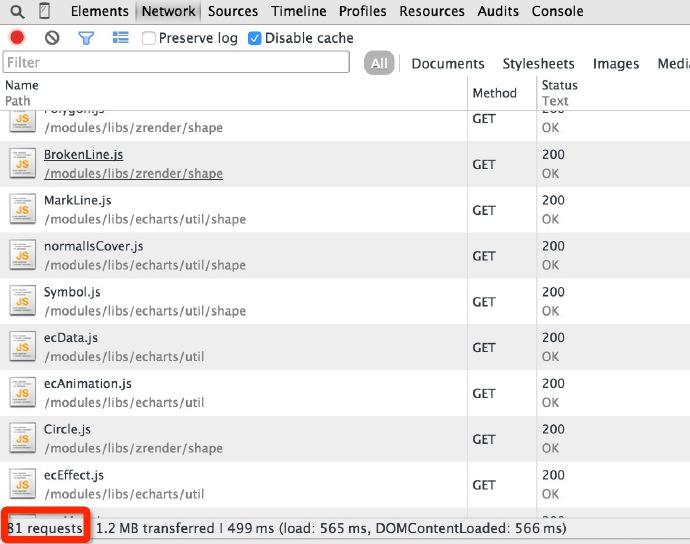 Elements Network Sources Timeline Profiles Resources Audits Console
Preserve log Disable cache
Filter All Documents Stylesheets Images Media
Name
Path
Method
Status
Text
Polygon.js
/modules/libs/zrender/shape
GET
200
OK
BrokenLine.js
/modules/libs/zrender/shape
GET
200
OK
MarkLine.js
/modules/libs/echarts/util/shape
GET
200
OK
normalIsCover.js
/modules/libs/echarts/util/shape
GET
200
OK
Symbol.js
/modules/libs/echarts/util/shape
GET
200
OK
ecData.js
/modules/libs/echarts/util
GET
200
OK
ecAnimation.js
/modules/libs/echarts/util
GET
200
OK
Circle.js
/modules/libs/zrender/shape
GET
200
OK
ecEffect.js
/modules/libs/echarts/util
GET
200
OK
81 requests | 1.2 MB transferred | 499 ms (load: 565 ms, DOMContentLoaded: 566 ms)